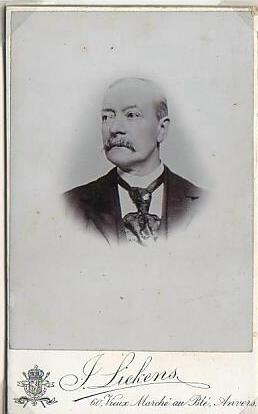 J. Liekens
60, Vieux Marché au Blé, Anvers.